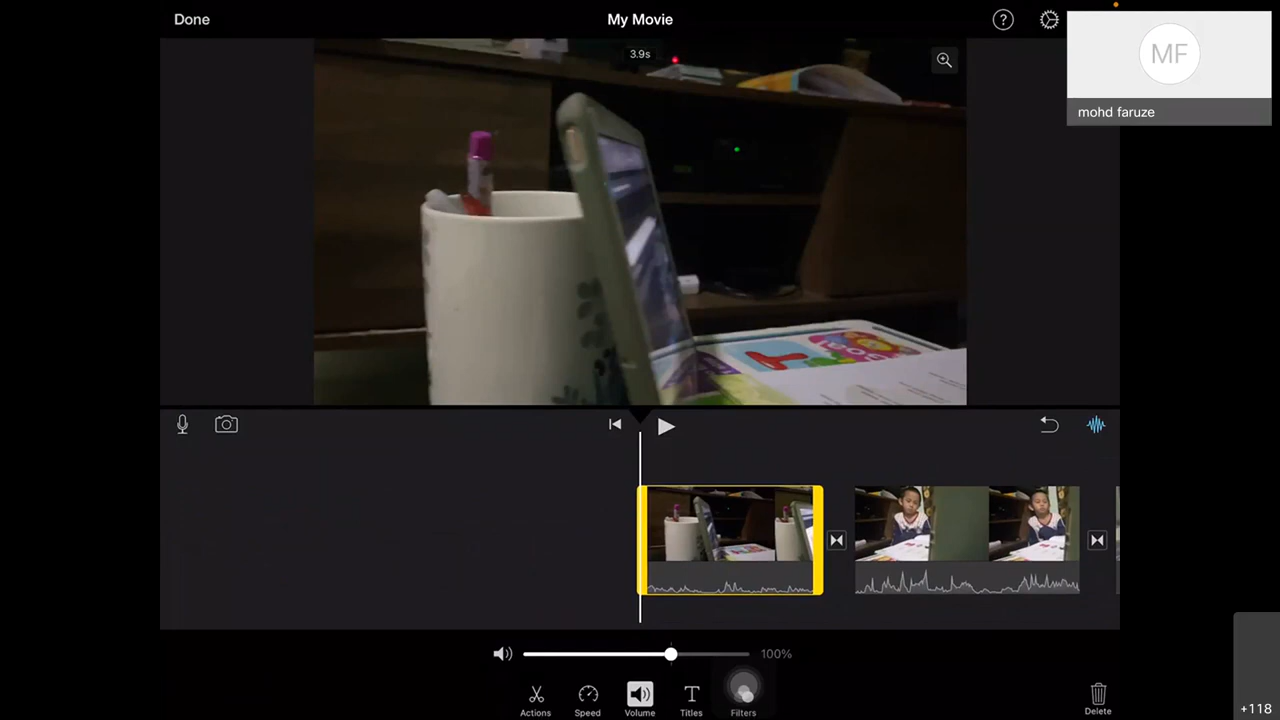 Done
My Movie
?
MF
mohd faruze
3.9s
100%
Actions
Speed
Volume
T
Titles
Filters
Delete
+118